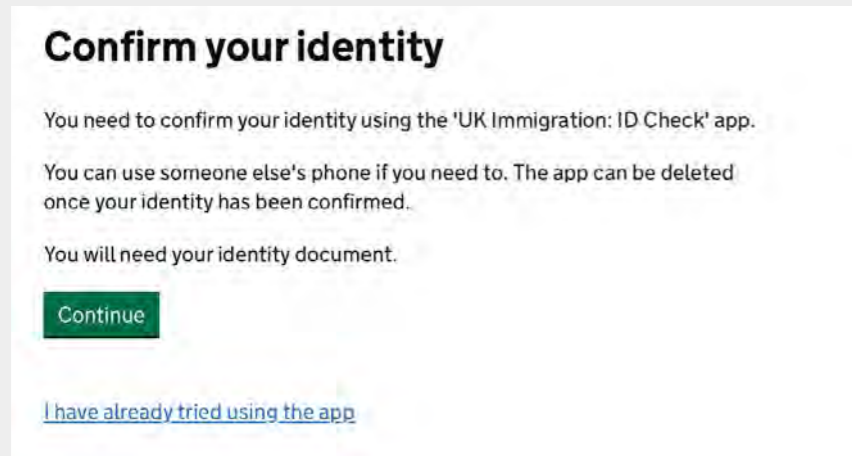 Confirm your identity
You need to confirm your identity using the 'UK Immigration: ID Check' app.
You can use someone else's phone if you need to. The app can be deleted
once your identity has been confirmed.
You will need your identity document.
Continue
I have already tried using the app